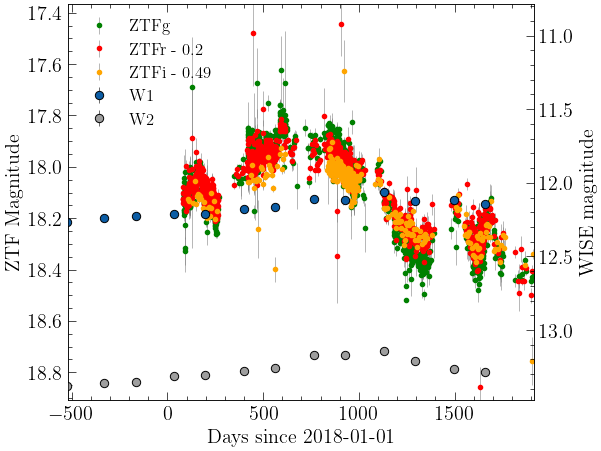 ZTFg
ZTFr - 0.2
ZTFi - 0.49
W1
W2
17.4
17.6
17.8
18.0
18.2
18.4
18.6
18.8
ZTF Magnitude
11.0
11.5
12.0
12.5
13.0
WISE magnitude
−500
0
500
1000
1500
Days since 2018-01-01